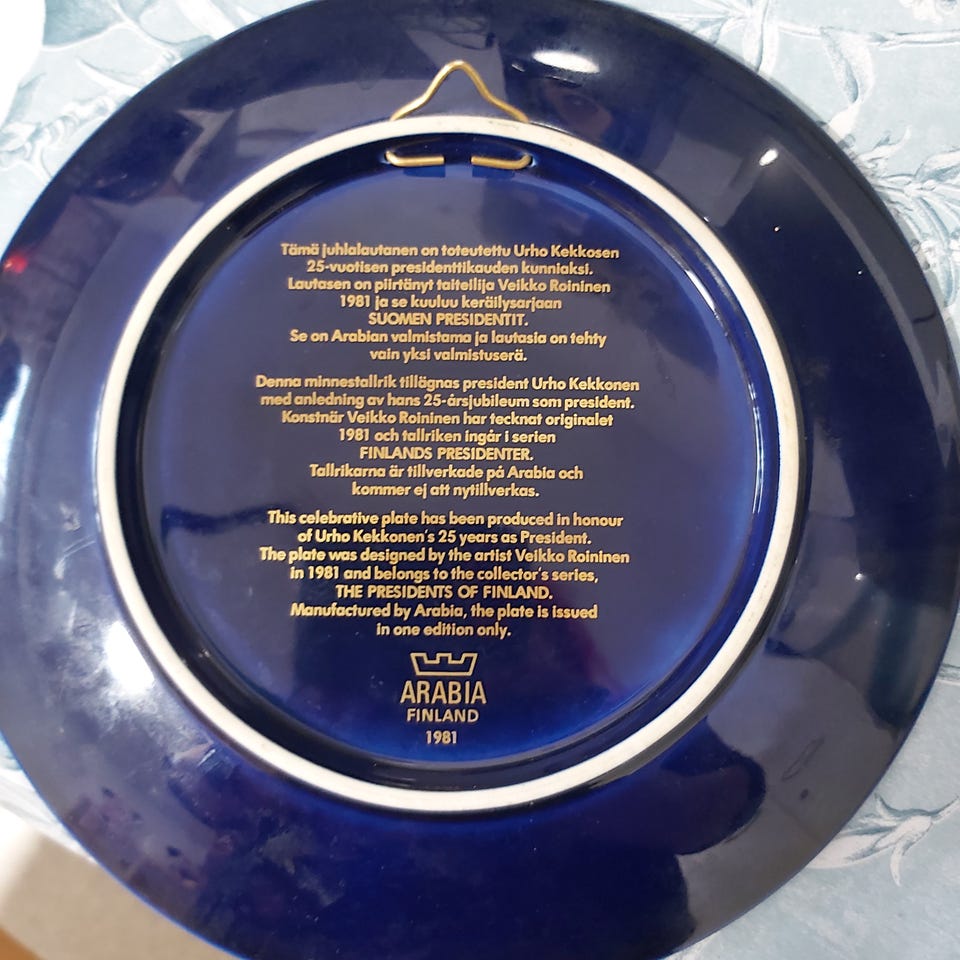 Tämä juhlalautanen on toteutettu Urho Kekkosen
25-vuotisen presidenttikauden kunniaksi.
Lautasen on piirtänyt taiteilija Veikko Roininen
1981 ja se kuuluu keräilysarjaan
SUOMEN PRESIDENTIT.
Se on Arabian valmistama ja lautasia on tehty
vain yksi valmistuserä.
Denna minnestallrik tillägnas president Urho Kekkonen
med anledning av hans 25-årsjubileum som president.
Konstnär Veikko Roininen har tecknat originalet
1981 och tallriken ingår i serien
FINLANDS PRESIDENTER.
Tallrikarna är tillverkade på Arabia och
kommer ej att nytillverkas.
This celebrative plate has been produced in honour
of Urho Kekkonen's 25 years as President.
The plate was designed by the artist Veikko Roininen
in 1981 and belongs to the collector's series,
THE PRESIDENTS OF FINLAND.
Manufactured by Arabia, the plate is issued
in one edition only.
ARABIA
FINLAND
1981